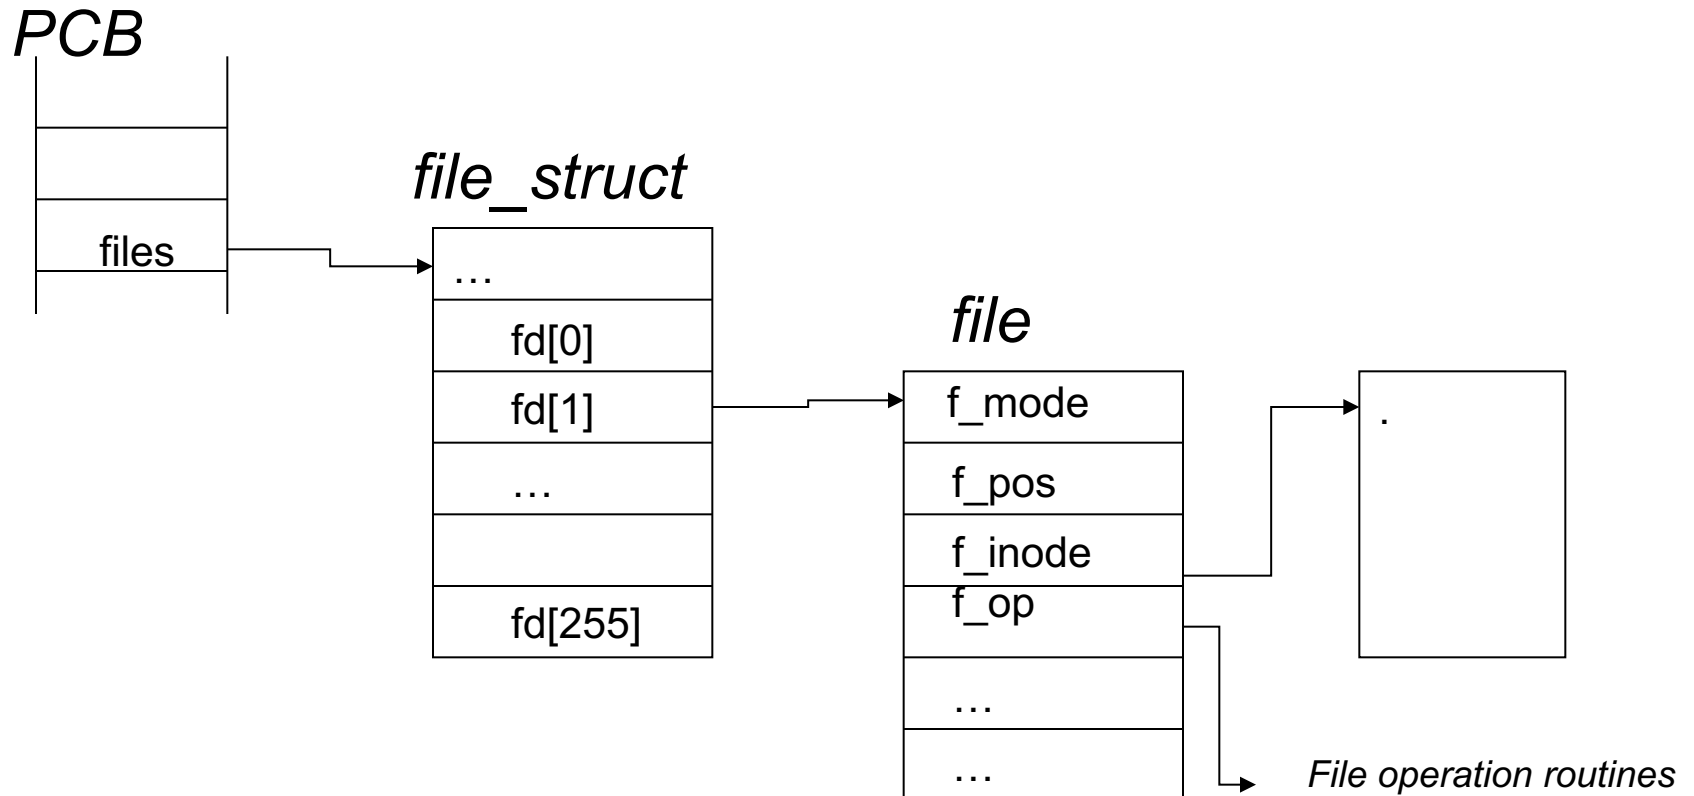 PCB
files
file_struct
…
fd[0]
fd[1]
…
fd[255]
file
f_mode
f_pos
f_inode
f_op
…
…
.
File operation routines